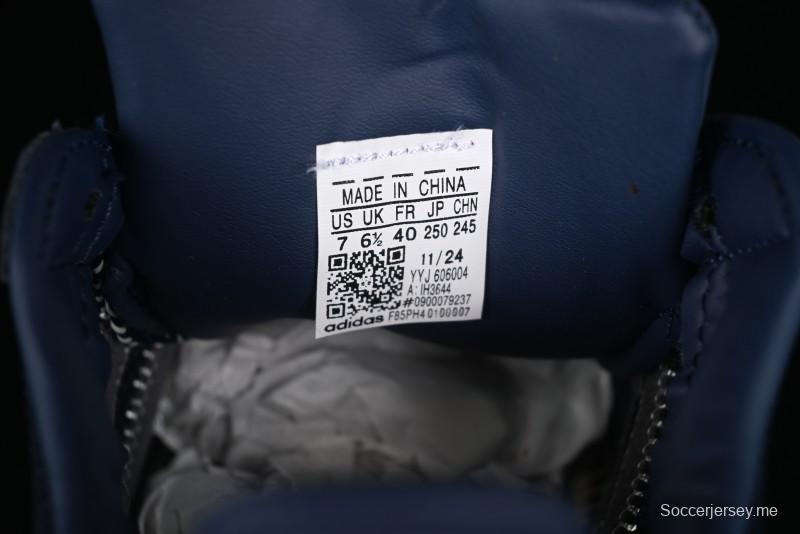 MADE IN CHINA
US UK FR JP CHN
7 6½ 40 250 245
11/24
YYJ 606004
A: IH3644
#0900079237
adidas F85PH40100007
Soccerjersey.me